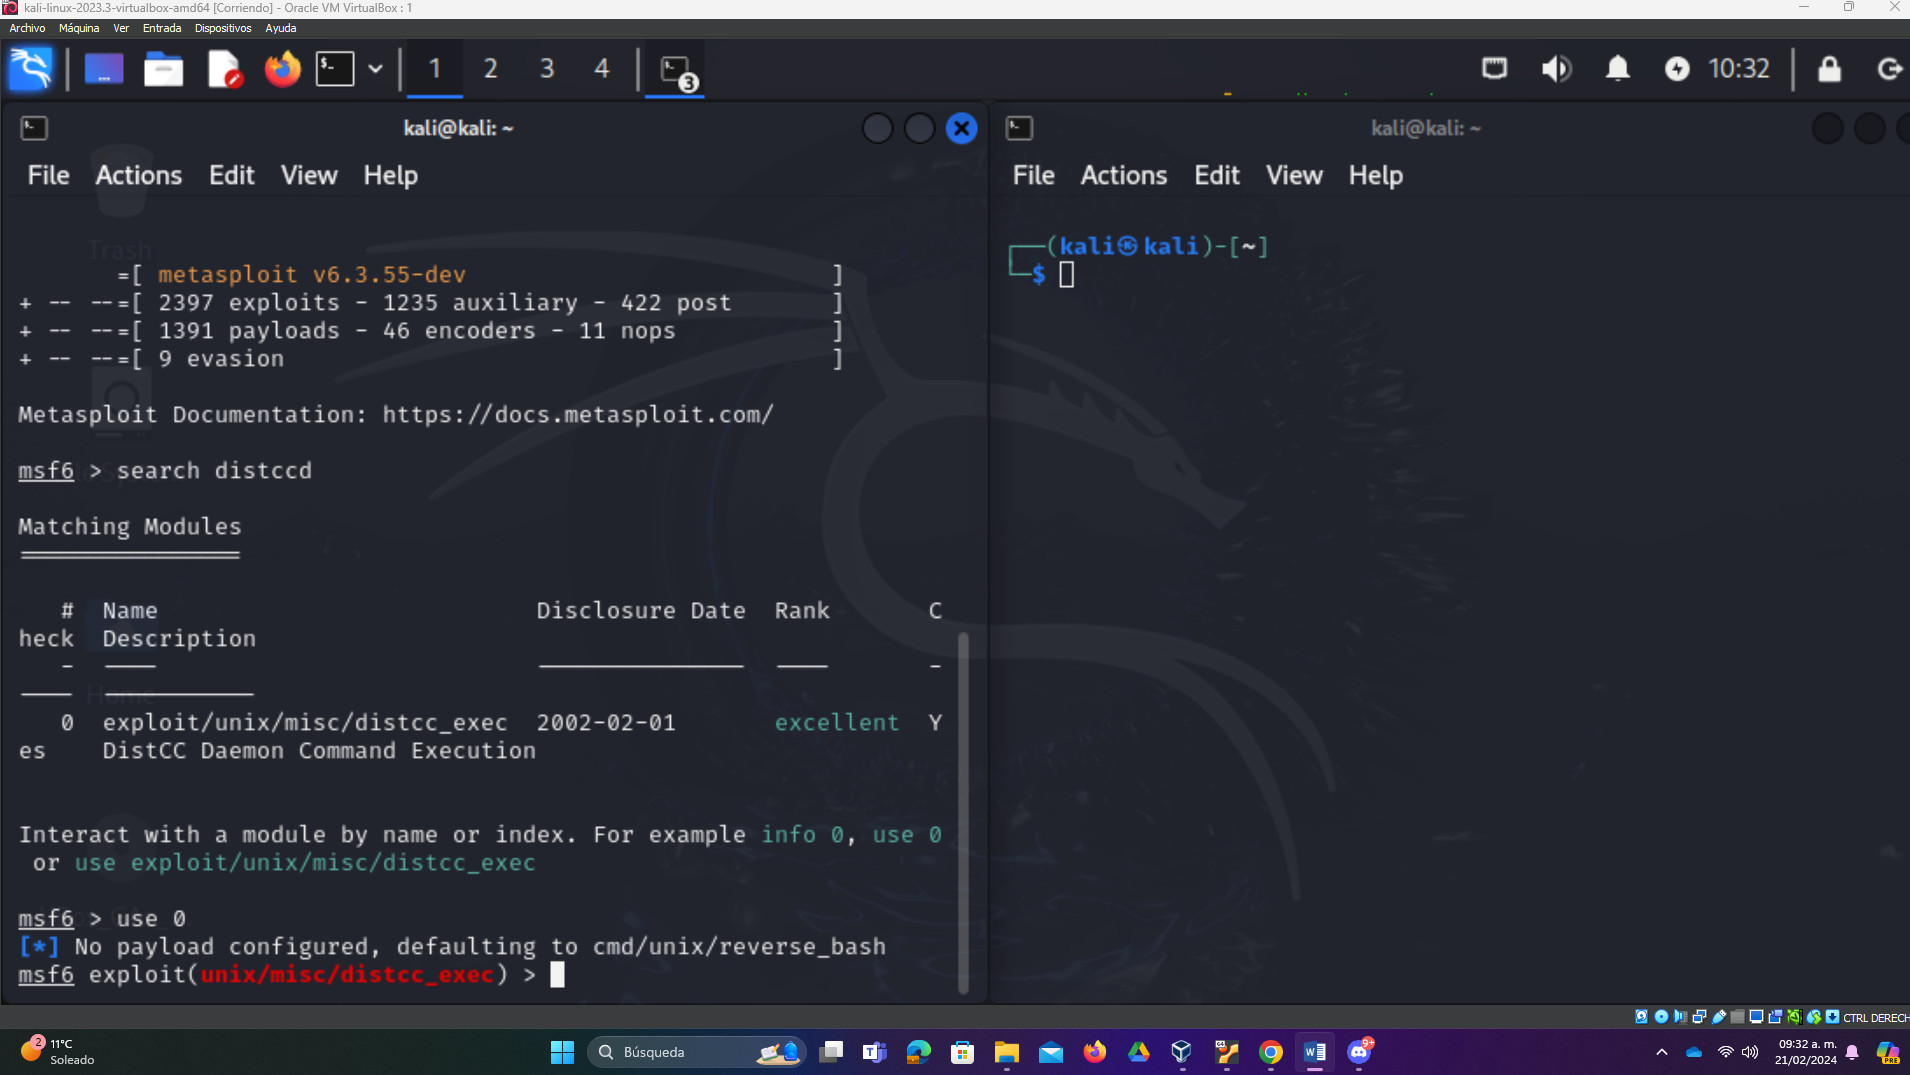 kali-linux-2023.3-virtualbox-amd64 [Corriendo] - Oracle VM VirtualBox : 1
Archivo Máquina Ver Entrada Dispositivos Ayuda
1 2 3 4 3 10:32
kali@kali: ~
File Actions Edit View Help
Trash
=[ metasploit v6.3.55-dev ]
+ -- --=[ 2397 exploits - 1235 auxiliary - 422 post ]
+ -- --=[ 1391 payloads - 46 encoders - 11 nops ]
+ -- --=[ 9 evasion ]
Metasploit Documentation: https://docs.metasploit.com/
msf6 > search distccd
Matching Modules
================
# Name Disclosure Date Rank C
heck Description
- ---- --------------- ---- -
---- -----------
Home
0 exploit/unix/misc/distcc_exec 2002-02-01 excellent Y
es DistCC Daemon Command Execution
Interact with a module by name or index. For example info 0, use 0
or use exploit/unix/misc/distcc_exec
msf6 > use 0
[*] No payload configured, defaulting to cmd/unix/reverse_bash
msf6 exploit(unix/misc/distcc_exec) >
kali@kali: ~
File Actions Edit View Help
┌──(kali㉿kali)-[~]
└─$
CTRL DERECH
2 11°C
Soleado
Búsqueda
9+
09:32 a. m.
21/02/2024
PRE